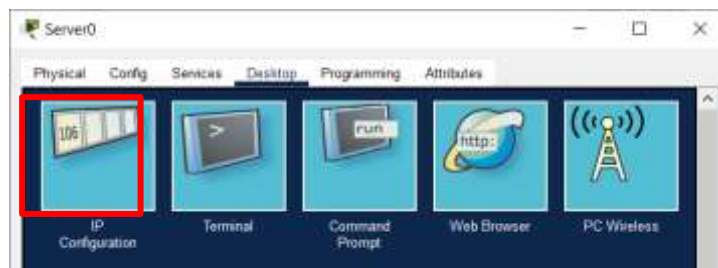 Server0
Physical Config Services Desktop Programming Attributes
106
>
run
http:
((·))
IP
Configuration
Terminal
Command
Prompt
Web Browser
PC Wireless